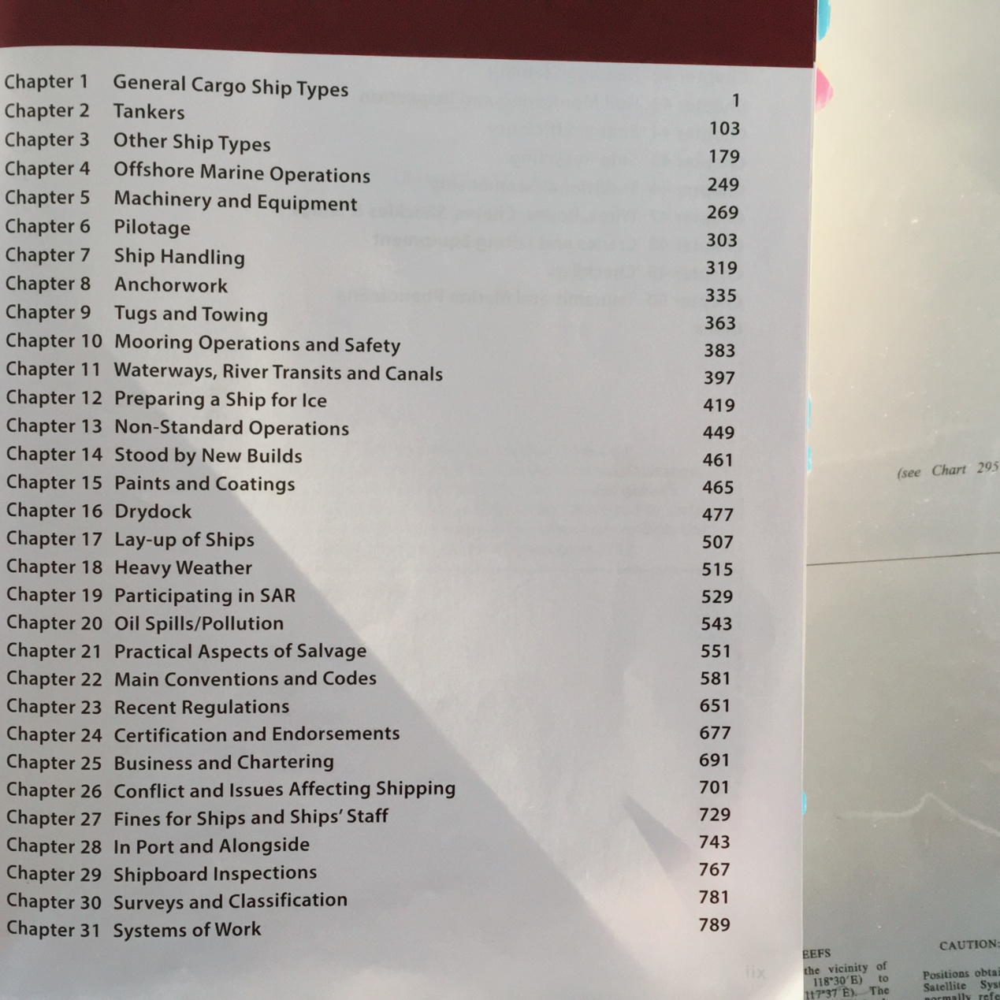 Chapter 1 General Cargo Ship Types 1
Chapter 2 Tankers 103
Chapter 3 Other Ship Types 179
Chapter 4 Offshore Marine Operations 249
Chapter 5 Machinery and Equipment 269
Chapter 6 Pilotage 303
Chapter 7 Ship Handling 319
Chapter 8 Anchorwork 335
Chapter 9 Tugs and Towing 363
Chapter 10 Mooring Operations and Safety 383
Chapter 11 Waterways, River Transits and Canals 397
Chapter 12 Preparing a Ship for Ice 419
Chapter 13 Non-Standard Operations 449
Chapter 14 Stood by New Builds 461
Chapter 15 Paints and Coatings 465
Chapter 16 Drydock 477
Chapter 17 Lay-up of Ships 507
Chapter 18 Heavy Weather 515
Chapter 19 Participating in SAR 529
Chapter 20 Oil Spills/Pollution 543
Chapter 21 Practical Aspects of Salvage 551
Chapter 22 Main Conventions and Codes 581
Chapter 23 Recent Regulations 651
Chapter 24 Certification and Endorsements 677
Chapter 25 Business and Chartering 691
Chapter 26 Conflict and Issues Affecting Shipping 701
Chapter 27 Fines for Ships and Ships' Staff 729
Chapter 28 In Port and Alongside 743
Chapter 29 Shipboard Inspections 767
Chapter 30 Surveys and Classification 781
Chapter 31 Systems of Work 789
(see Chart 295
EEFS
the vicinity of
118°30'E) to
117°37'E). The
CAUTION:
Positions obtai
Satellite Syst
normally refe